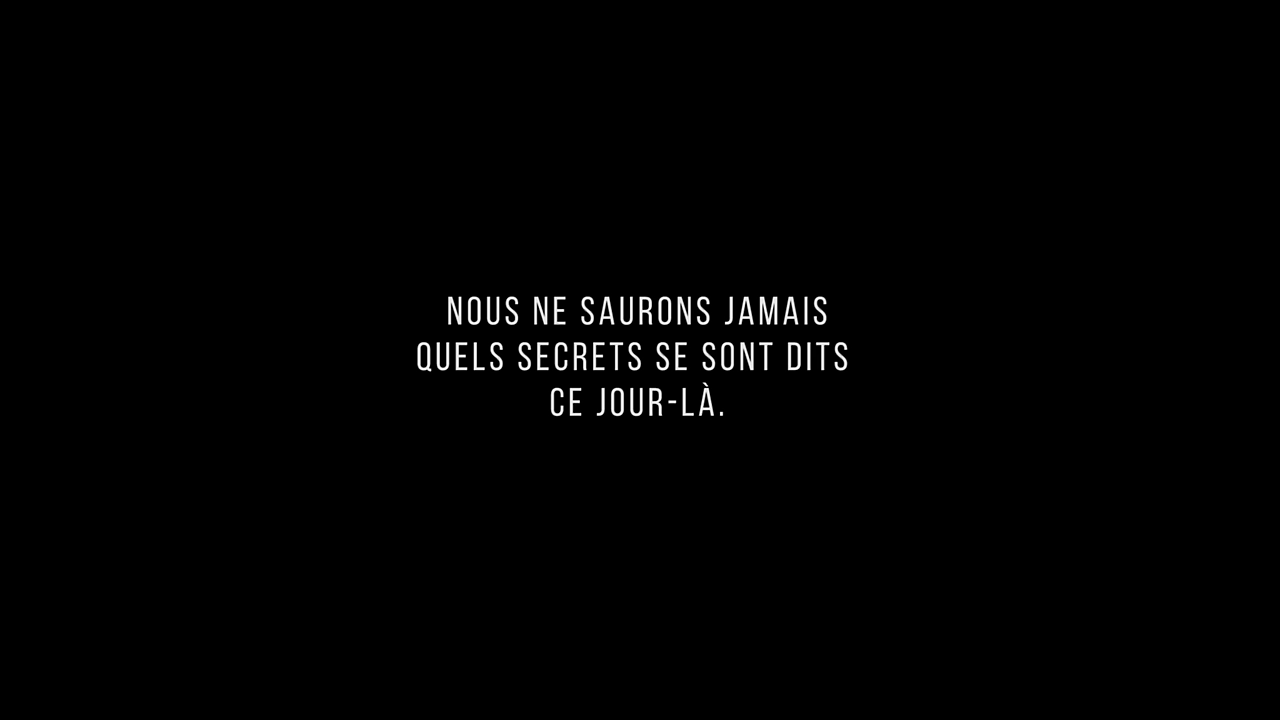 NOUS NE SAURONS JAMAIS
QUELS SECRETS SE SONT DITS
CE JOUR-LÀ.